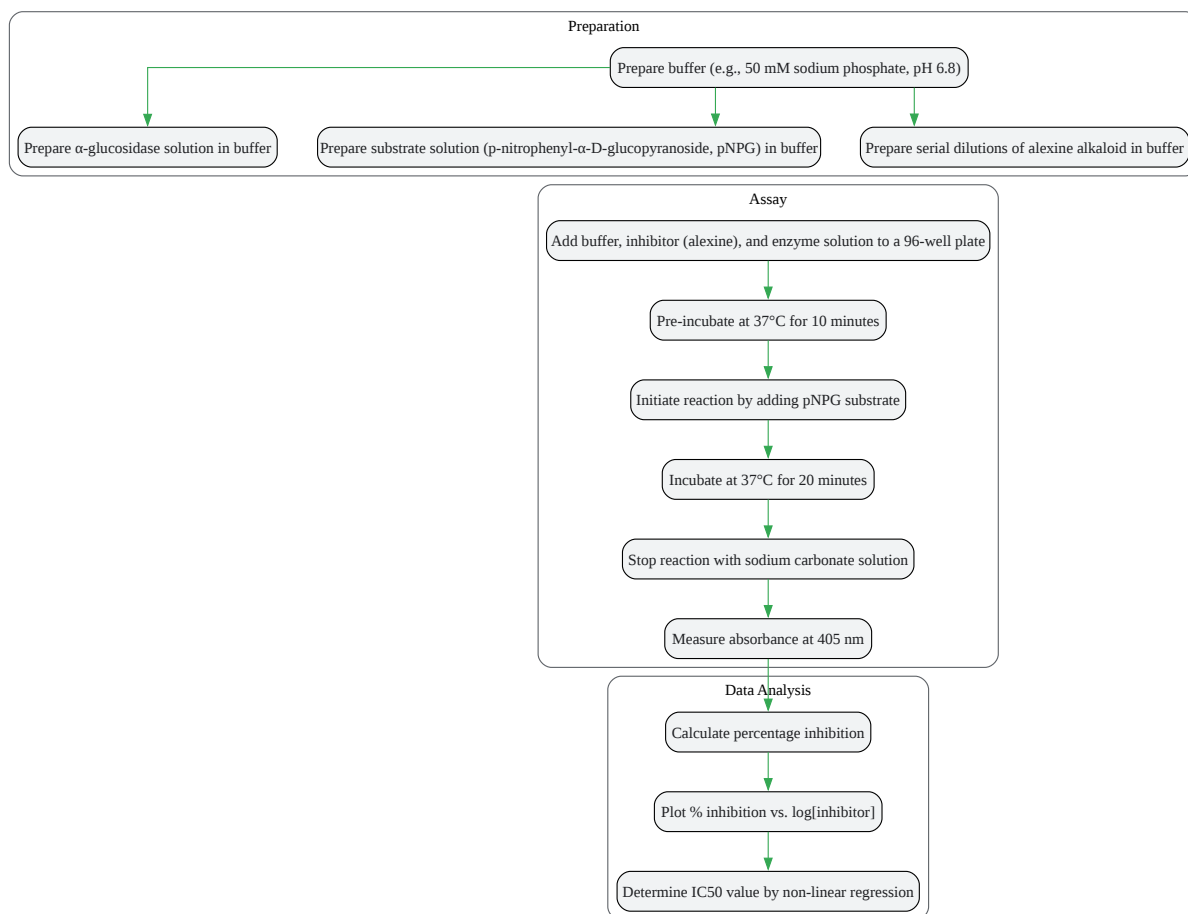 Preparation
Prepare buffer (e.g., 50 mM sodium phosphate, pH 6.8)
Prepare α-glucosidase solution in buffer
Prepare substrate solution (p-nitrophenyl-α-D-glucopyranoside, pNPG) in buffer
Prepare serial dilutions of alexine alkaloid in buffer
Assay
Add buffer, inhibitor (alexine), and enzyme solution to a 96-well plate
Pre-incubate at 37°C for 10 minutes
Initiate reaction by adding pNPG substrate
Incubate at 37°C for 20 minutes
Stop reaction with sodium carbonate solution
Measure absorbance at 405 nm
Data Analysis
Calculate percentage inhibition
Plot % inhibition vs. log[inhibitor]
Determine IC50 value by non-linear regression